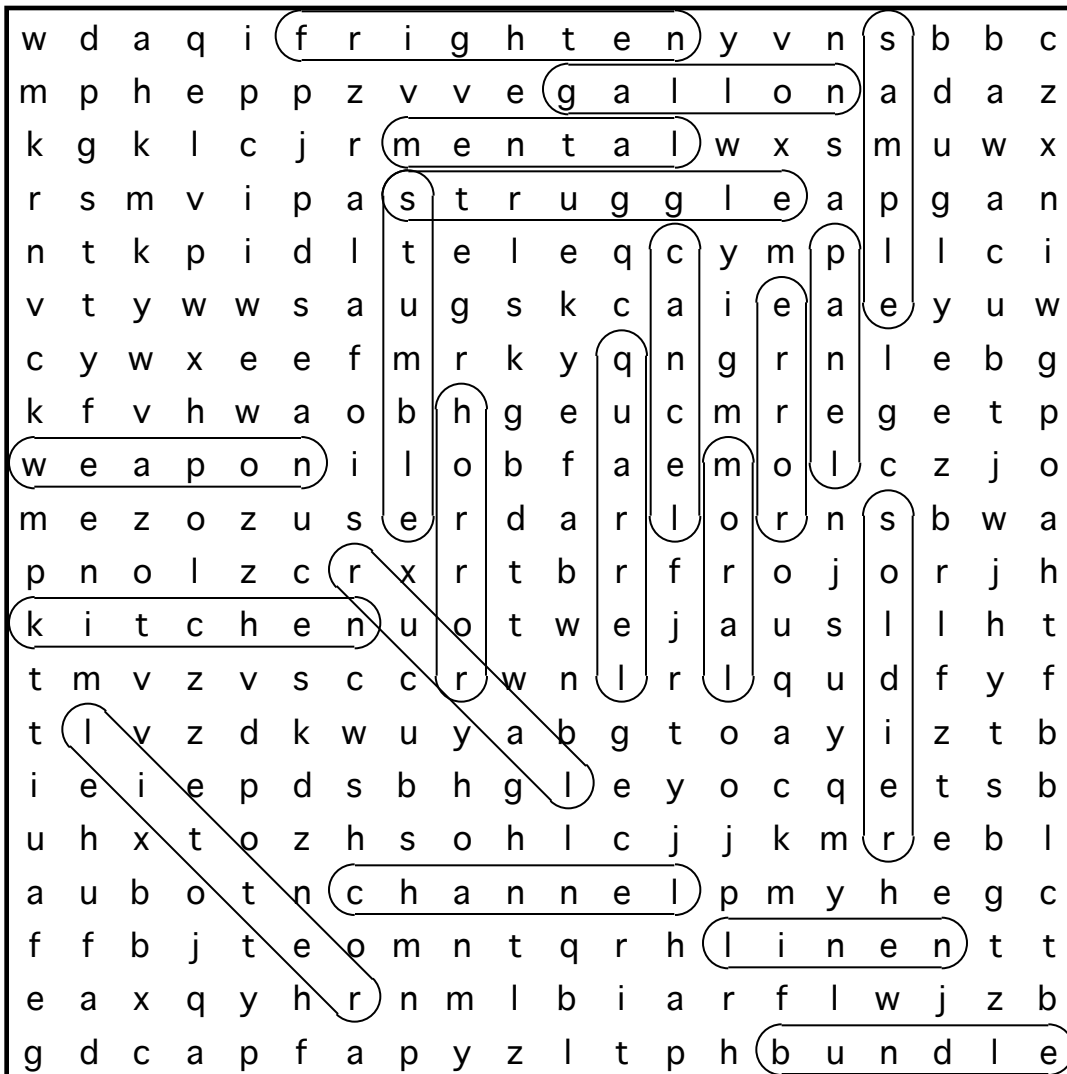 w d a q i f r i g h t e n y v n s b b c
m p h e p p z v v e g a l l o n a d a z
k g k l c j r m e n t a l w x s m u w x
r s m v i p a s t r u g g l e a p g a n
n t k p i d l t e l e q c y m p l l c i
v t y w w s a u g s k c a i e a e y u w
c y w x e e f m r k y q n g r n l e b g
k f v h w a o b h g e u c m r e g e t p
w e a p o n i l o b f a e m o l c z j o
m e z o z u s e r d a r l o r n s b w a
p n o l z c r x r t b r f r o j o r j h
k i t c h e n u o t w e j a u s l l h t
t m v z v s c c r w n l r l q u d f y f
t l v z d k w u y a b g t o a y i z t b
i e i e p d s b h g l e y o c q e t s b
u h x t o z h s o h l c j j k m r e b l
a u b o t n c h a n n e l p m y h e g c
f f b j t e o m n t q r h l i n e n t t
e a x q y h r n m l b i a r f l w j z b
g d c a p f a p y z l t p h b u n d l e